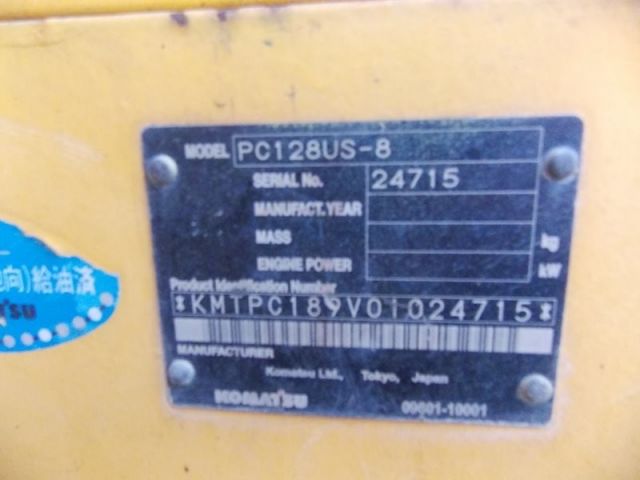 MODEL PC128US-8
SERIAL No. 24715
MANUFACT.YEAR
MASS kg
ENGINE POWER kW
Product Identification Number
*KMTPC189V01024715*
MANUFACTURER
Komatsu Ltd., Tokyo, Japan
KOMATSU 09601-10001
向)給油済